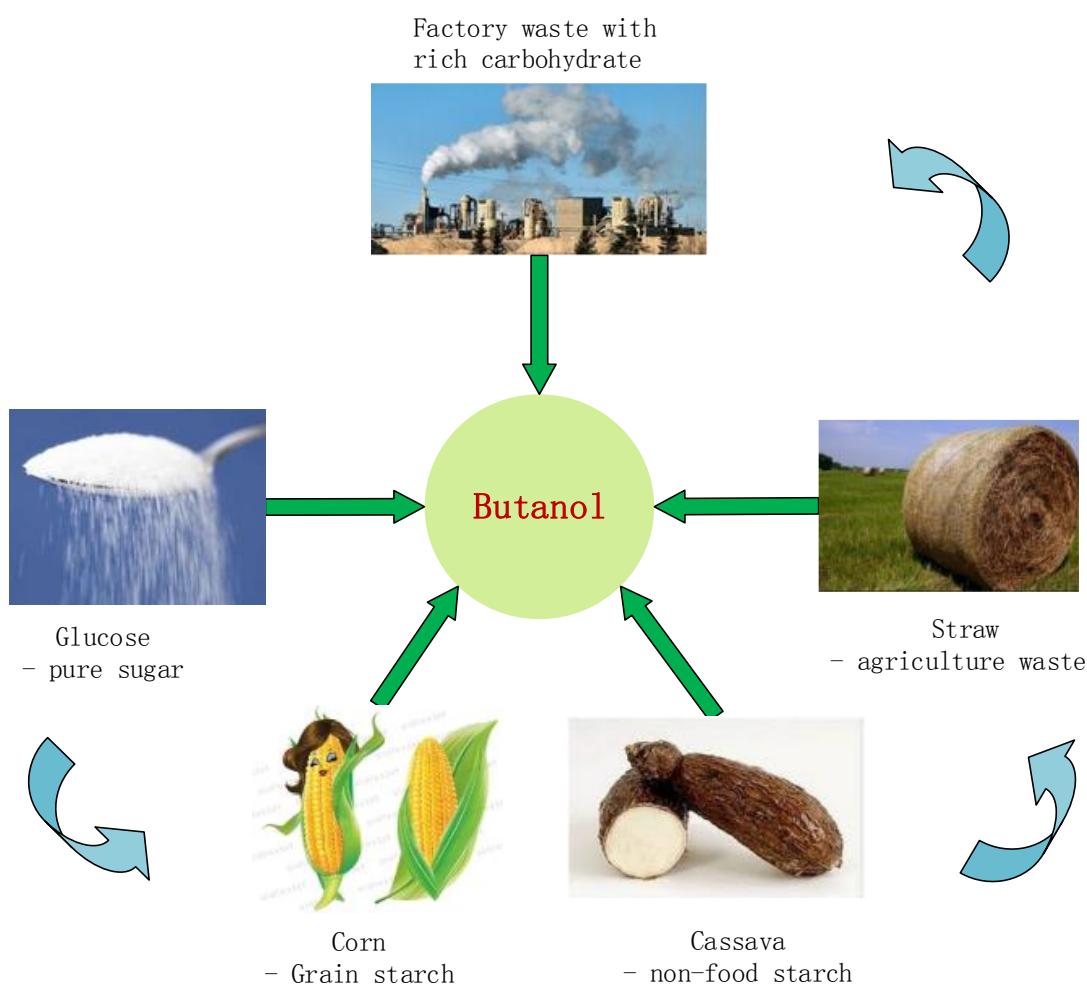 Factory waste with
rich carbohydrate
Butanol
Glucose
- pure sugar
Straw
- agriculture waste
Corn
- Grain starch
Cassava
- non-food starch